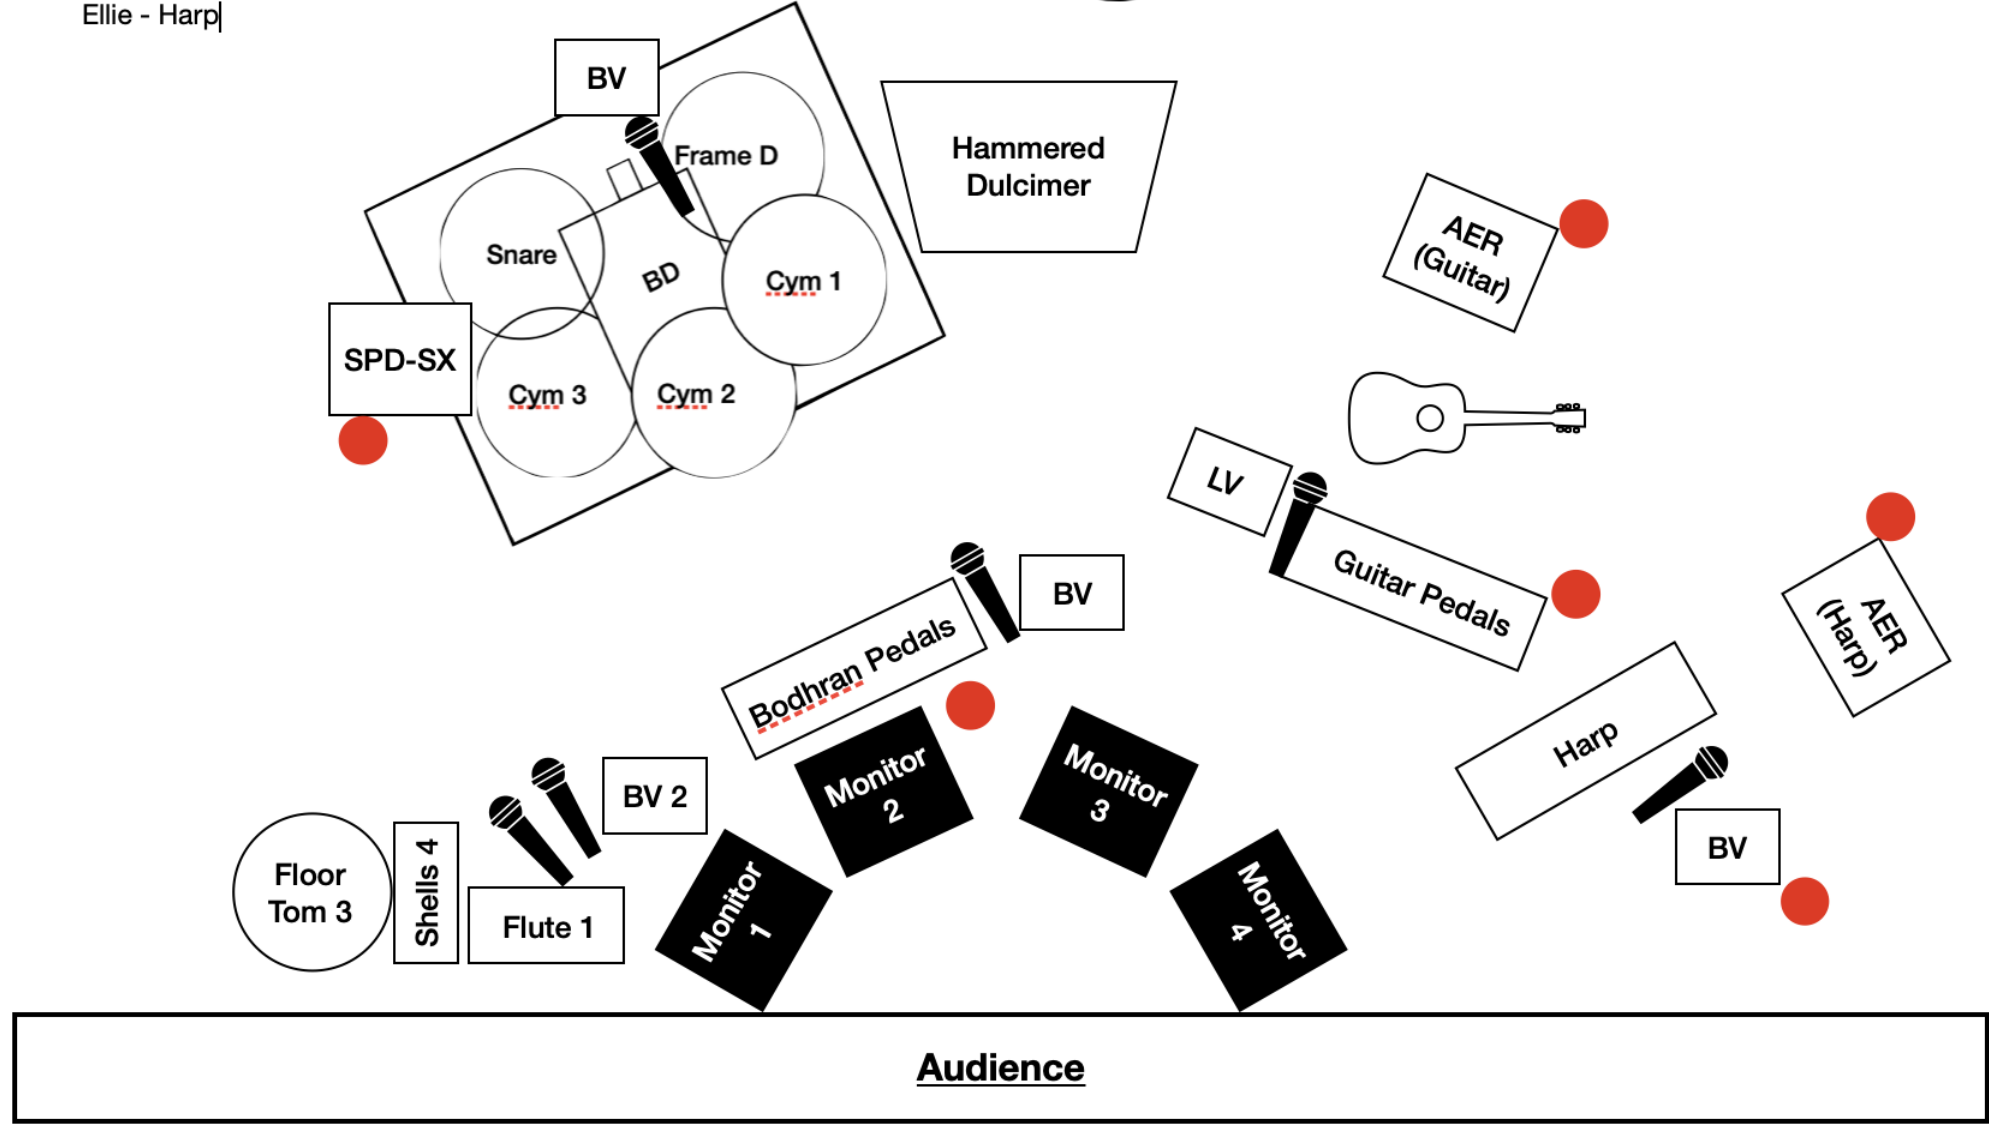 Ellie - Harp
BV
Frame D
Hammered
Dulcimer
Snare
BD
Cym 1
AER
(Guitar)
SPD-SX
Cym 3
Cym 2
LV
Guitar Pedals
BV
Bodhran Pedals
AER
(Harp)
Harp
Monitor
2
Monitor
3
BV 2
BV
Floor
Tom 3
Shells 4
Flute 1
Monitor
1
Monitor
4
Audience